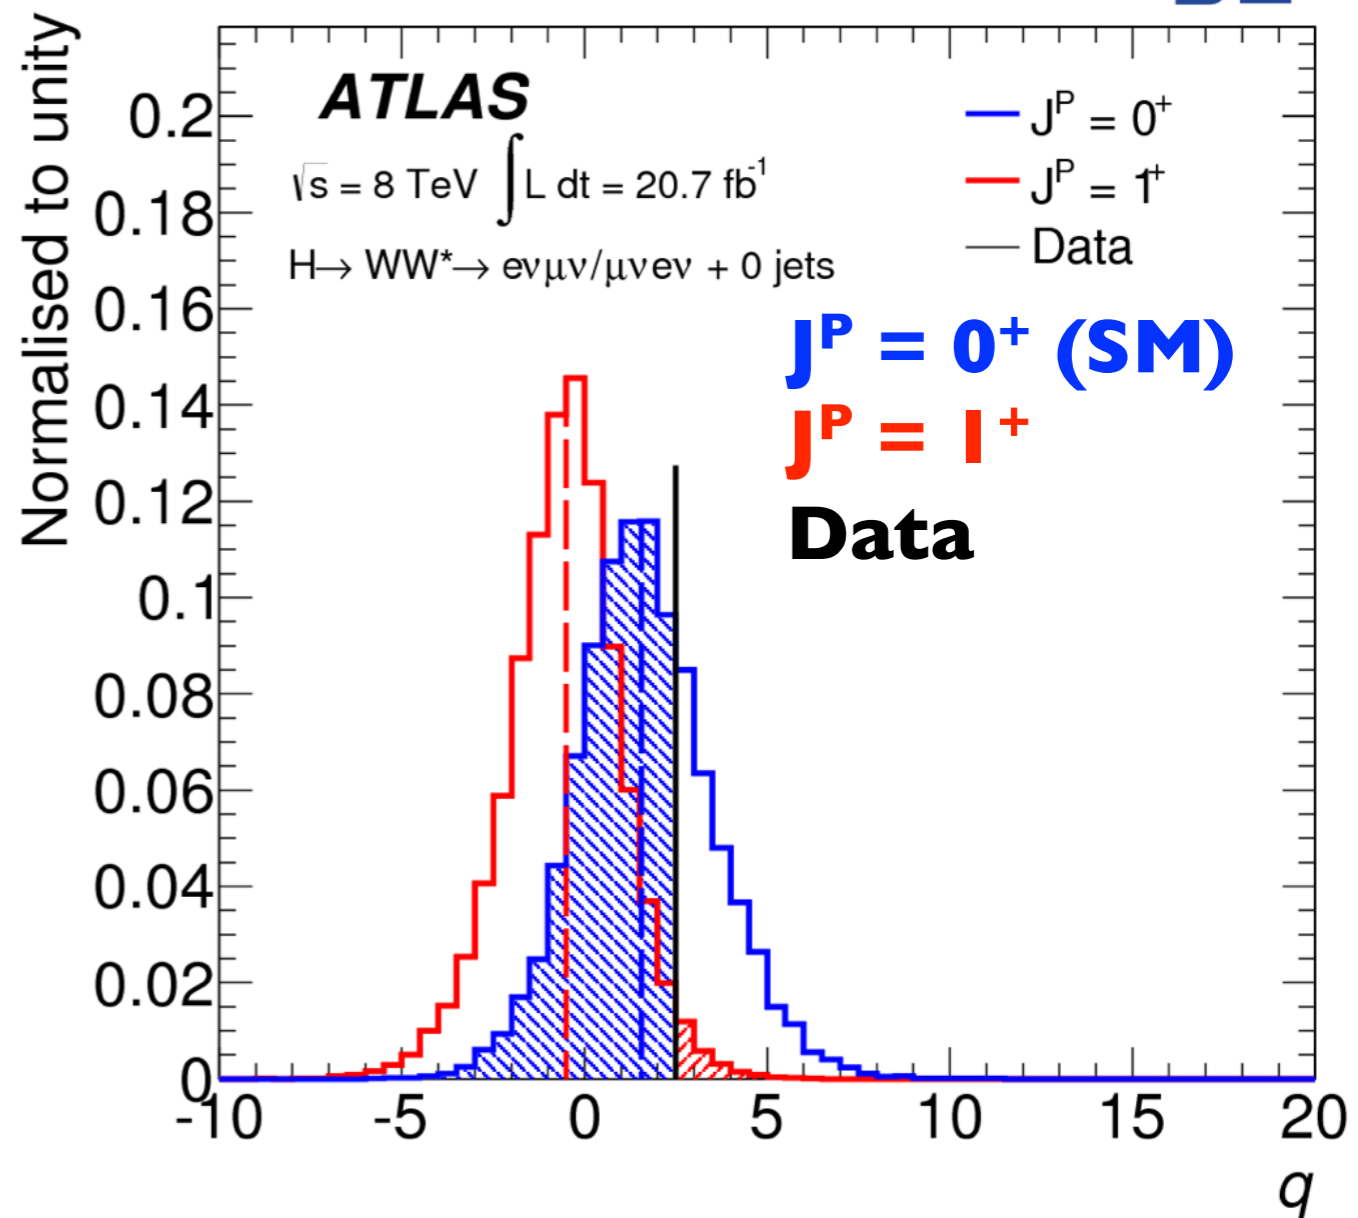 Normalised to unity
ATLAS
√s = 8 TeV ∫L dt = 20.7 fb⁻¹
H→ WW*→ eνμν/μνeν + 0 jets
Jᴾ = 0⁺
Jᴾ = 1⁺
Data
Jᴾ = 0⁺ (SM)
Jᴾ = 1⁺
Data
0.2
0.18
0.16
0.14
0.12
0.1
0.08
0.06
0.04
0.02
0
-10 -5 0 5 10 15 20
q